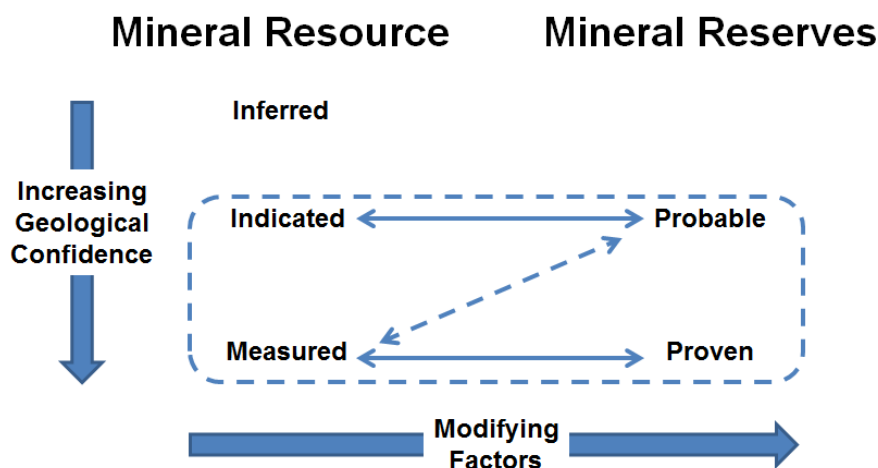 Mineral Resource Mineral Reserves
Inferred
Increasing
Geological
Confidence
Indicated Probable
Measured Proven
Modifying
Factors